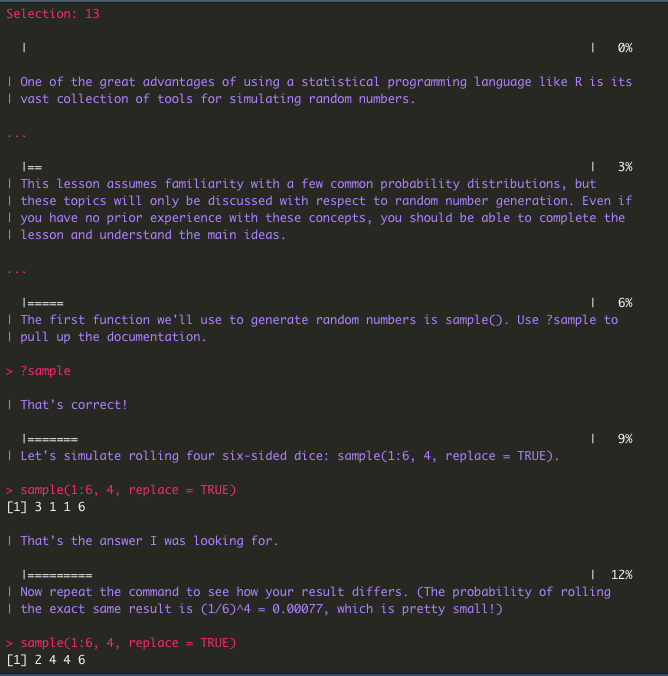 Selection: 13
| | 0%
| One of the great advantages of using a statistical programming language like R is its
| vast collection of tools for simulating random numbers.
...
|== | 3%
| This lesson assumes familiarity with a few common probability distributions, but
| these topics will only be discussed with respect to random number generation. Even if
| you have no prior experience with these concepts, you should be able to complete the
| lesson and understand the main ideas.
...
|===== | 6%
| The first function we'll use to generate random numbers is sample(). Use ?sample to
| pull up the documentation.
> ?sample
| That's correct!
|======= | 9%
| Let's simulate rolling four six-sided dice: sample(1:6, 4, replace = TRUE).
> sample(1:6, 4, replace = TRUE)
[1] 3 1 1 6
| That's the answer I was looking for.
|========= | 12%
| Now repeat the command to see how your result differs. (The probability of rolling
| the exact same result is (1/6)^4 = 0.00077, which is pretty small!)
> sample(1:6, 4, replace = TRUE)
[1] 2 4 4 6